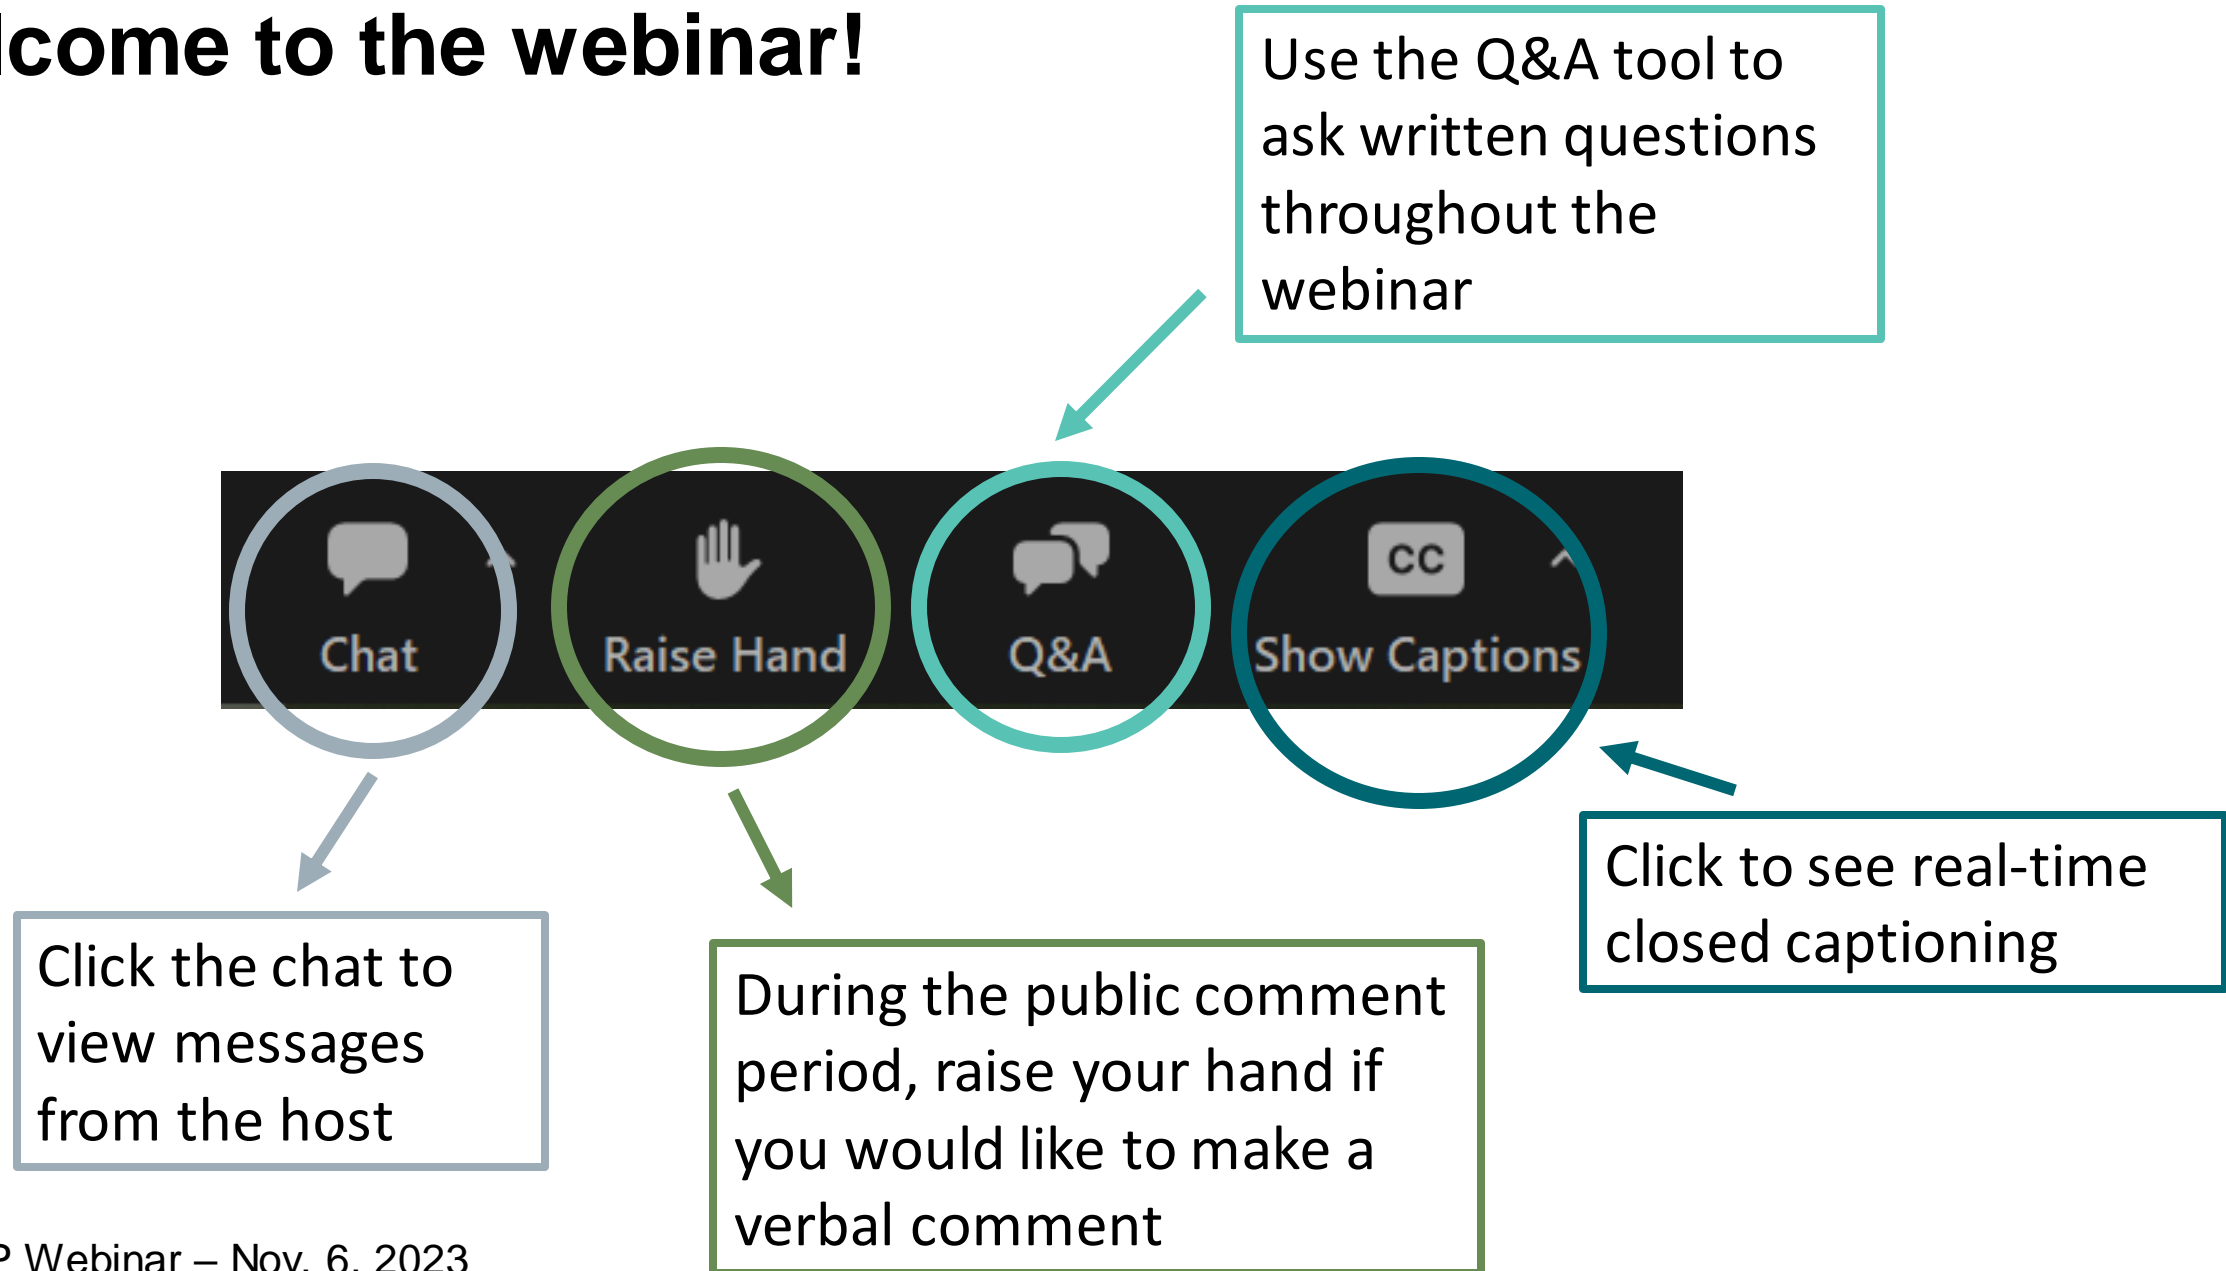 lcome to the webinar!
Use the Q&A tool to
ask written questions
throughout the
webinar
CC
Chat
Raise Hand
Q&A
Show Captions
Click to see real-time
closed captioning
Click the chat to
view messages
from the host
During the public comment
period, raise your hand if
you would like to make a
verbal comment
P Webinar – Nov. 6, 2023